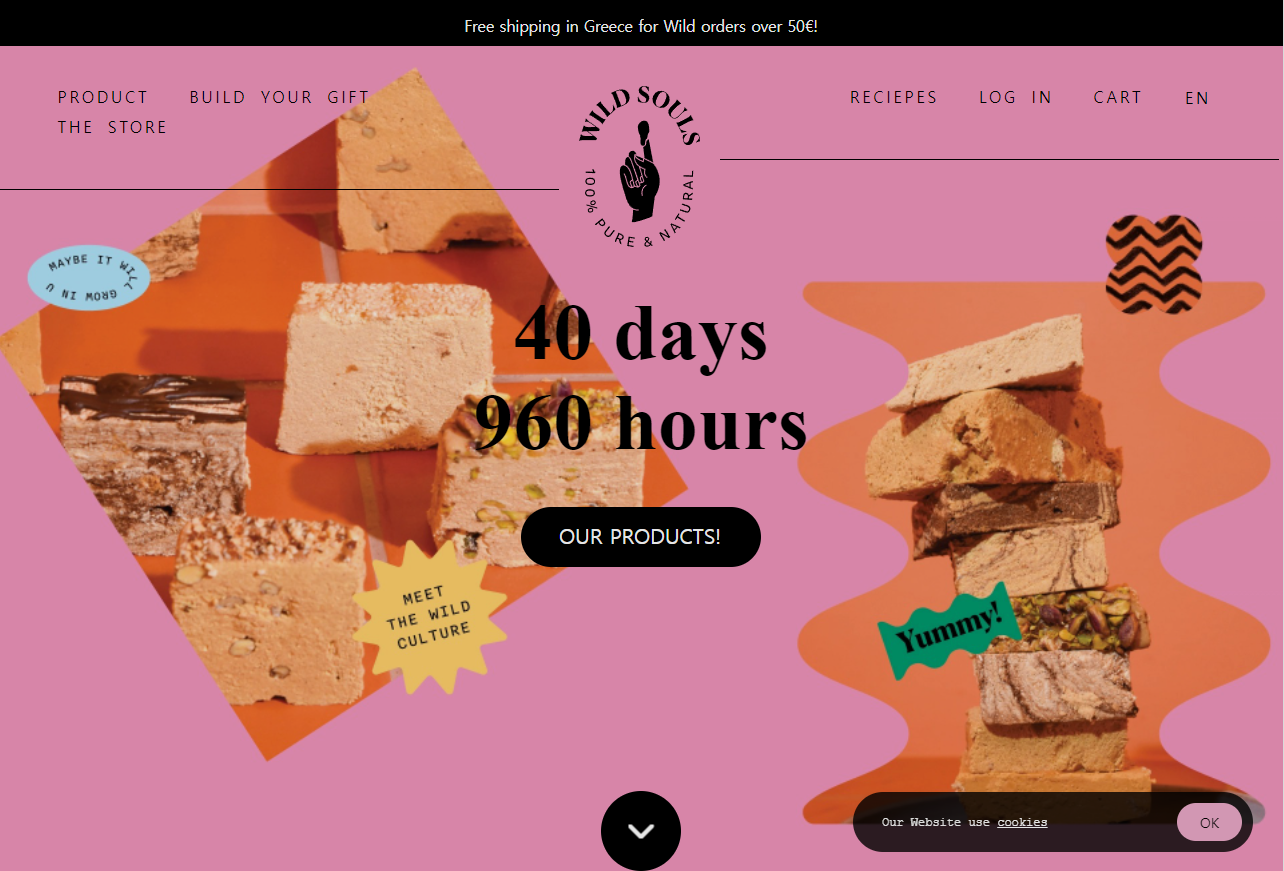 Free shipping in Greece for Wild orders over 50€!
PRODUCT BUILD YOUR GIFT
THE STORE
WILD SOULS
100% PURE & NATURAL
RECIEPES LOG IN CART EN
MAYBE IT WILL
GROW IN U
40 days
960 hours
OUR PRODUCTS!
MEET
THE WILD
CULTURE
Yummy!
Our Website use cookies
OK